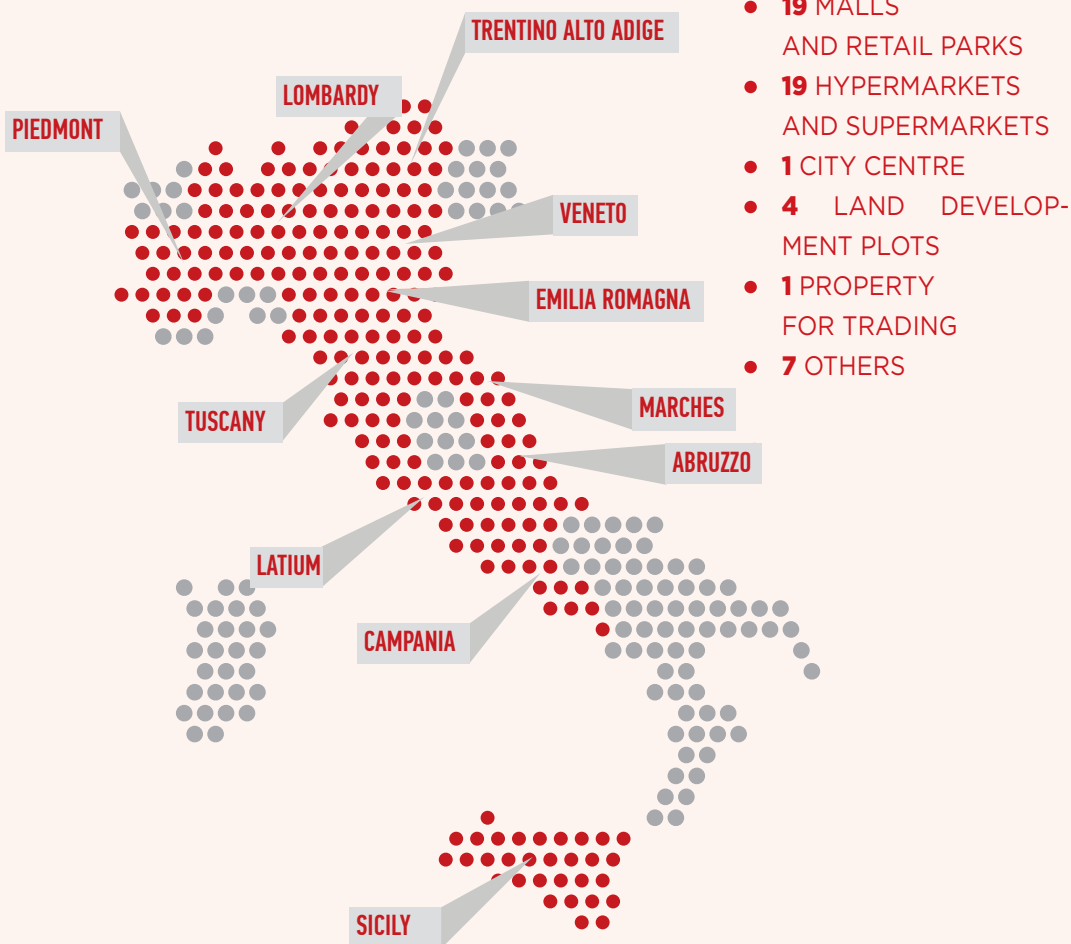 TRENTINO ALTO ADIGE
LOMBARDY
PIEDMONT
VENETO
EMILIA ROMAGNA
TUSCANY
MARCHES
ABRUZZO
LATIUM
CAMPANIA
SICILY
• 19 MALLS
AND RETAIL PARKS
• 19 HYPERMARKETS
AND SUPERMARKETS
• 1 CITY CENTRE
• 4 LAND DEVELOP-
MENT PLOTS
• 1 PROPERTY
FOR TRADING
• 7 OTHERS